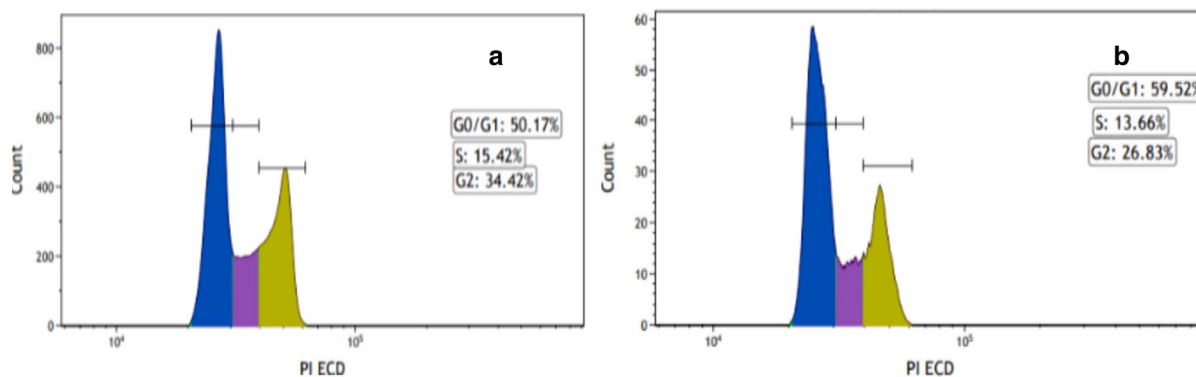 a
800
600
400
200
0
Count
G0/G1: 50.17%
S: 15.42%
G2: 34.42%
10⁴
10⁵
PI ECD
b
60
50
40
30
20
10
0
Count
G0/G1: 59.52%
S: 13.66%
G2: 26.83%
10⁴
10⁵
PI ECD